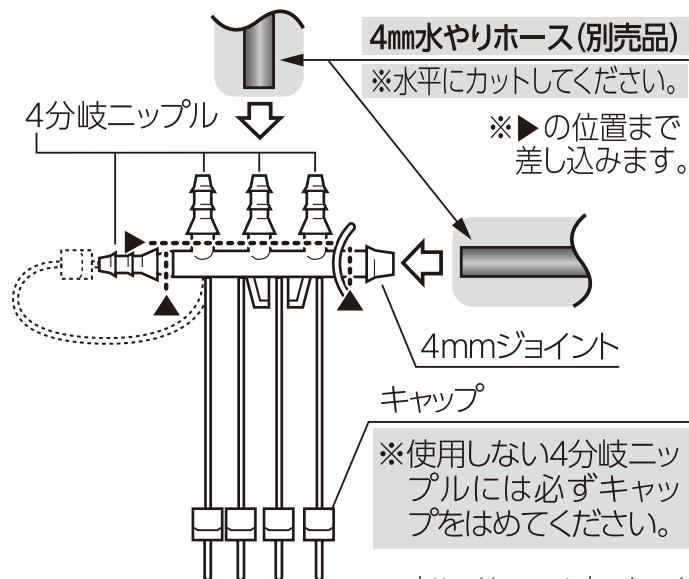 4mm水やりホース(別売品)
※水平にカットしてください。
※▶の位置まで
差し込みます。
4分岐ニップル
4mmジョイント
キャップ
※使用しない4分岐ニッ
プルには必ずキャッ
プをはめてください。